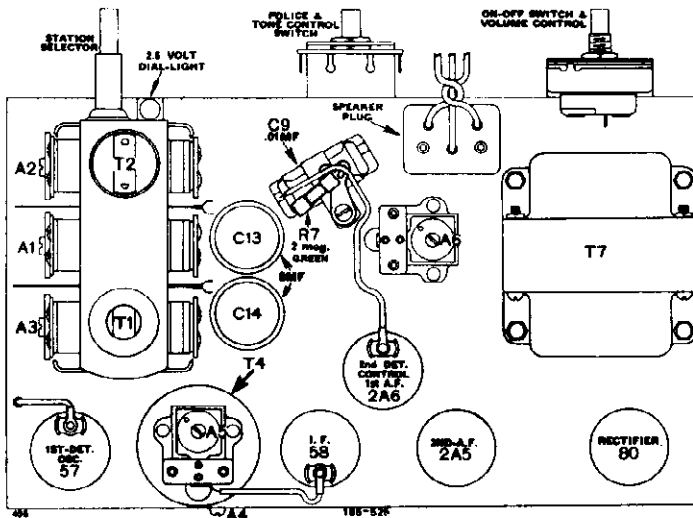 STATION
SELECTOR
2.5 VOLT
DIAL-LIGHT
POLICE &
TONE CONTROL
SWITCH
ON-OFF SWITCH &
VOLUME CONTROL
SPEAKER
PLUG
C9
.01MF
A2
T2
A1
C13
R7
2 meg.
GREEN
8MF
T7
A3
T1
C14
T4
2nd DET.
CONTROL
1st A.F.
2A6
1ST-DET.
OSC.
57
I.F.
58
2ND-A.F.
2A5
RECTIFIER
80
A4